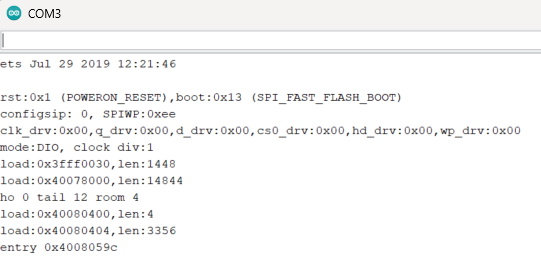 COM3
ets Jul 29 2019 12:21:46
rst:0x1 (POWERON_RESET),boot:0x13 (SPI_FAST_FLASH_BOOT)
configsip: 0, SPIWP:0xee
clk_drv:0x00,q_drv:0x00,d_drv:0x00,cs0_drv:0x00,hd_drv:0x00,wp_drv:0x00
mode:DIO, clock div:1
load:0x3fff0030,len:1448
load:0x40078000,len:14844
ho 0 tail 12 room 4
load:0x40080400,len:4
load:0x40080404,len:3356
entry 0x4008059c